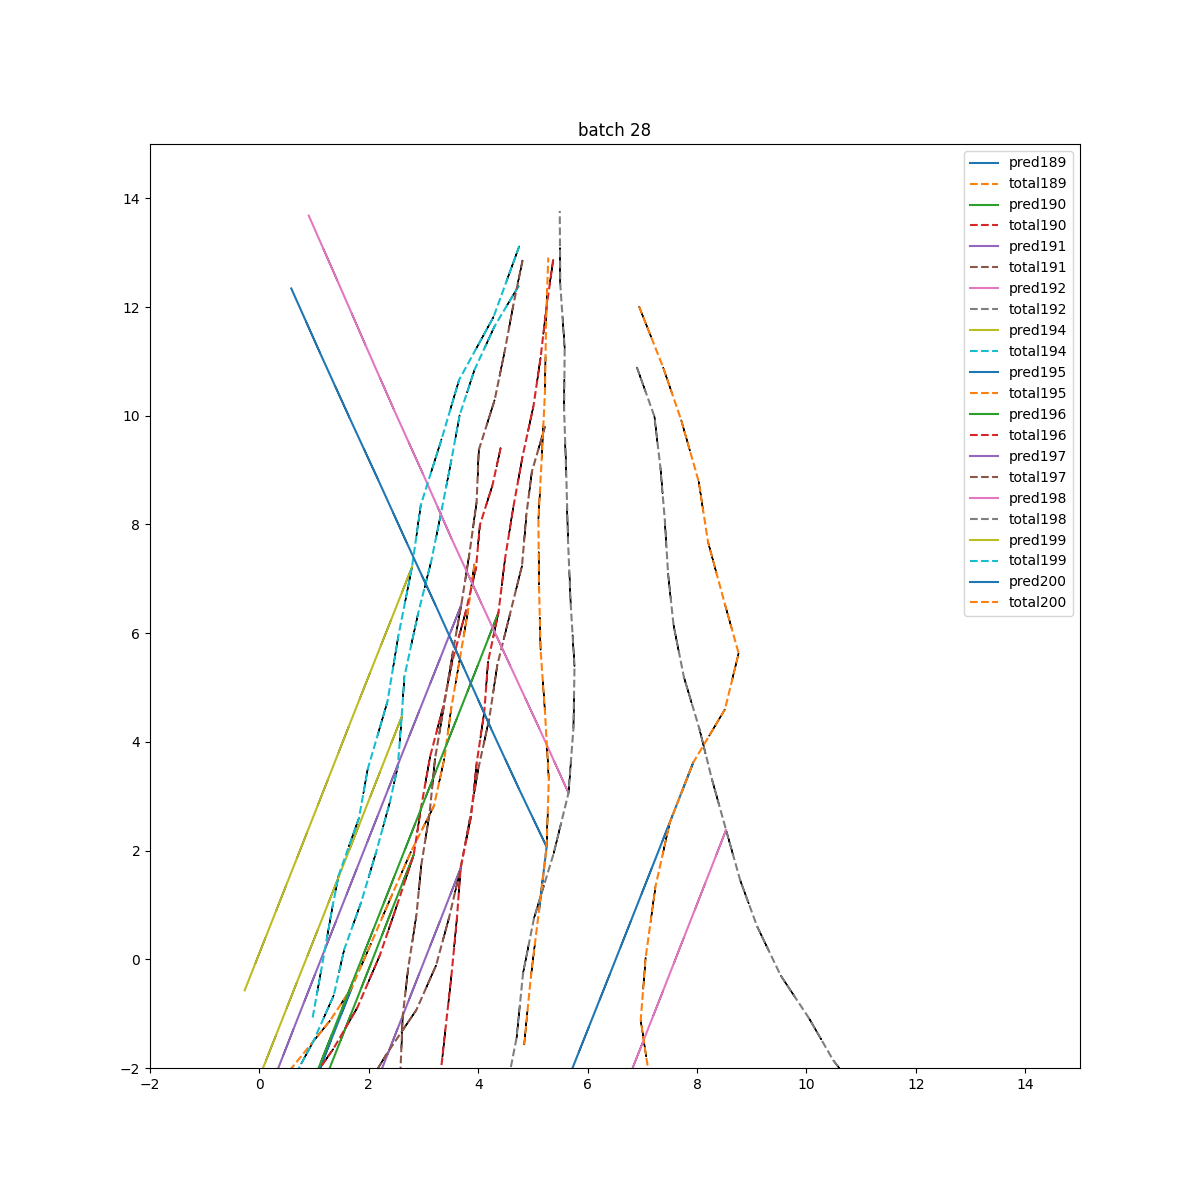 batch 28
14
12
10
8
6
4
2
0
−2
−2
0
2
4
6
8
10
12
14
pred189
total189
pred190
total190
pred191
total191
pred192
total192
pred194
total194
pred195
total195
pred196
total196
pred197
total197
pred198
total198
pred199
total199
pred200
total200